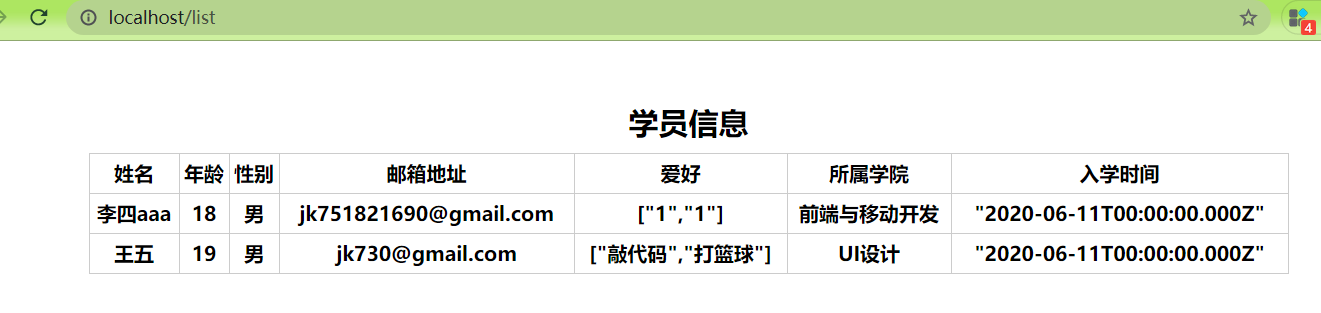 localhost/list
4
学员信息
姓名 年龄 性别 邮箱地址 爱好 所属学院 入学时间
李四aaa 18 男 jk751821690@gmail.com ["1","1"] 前端与移动开发 "2020-06-11T00:00:00.000Z"
王五 19 男 jk730@gmail.com ["敲代码","打篮球"] UI设计 "2020-06-11T00:00:00.000Z"